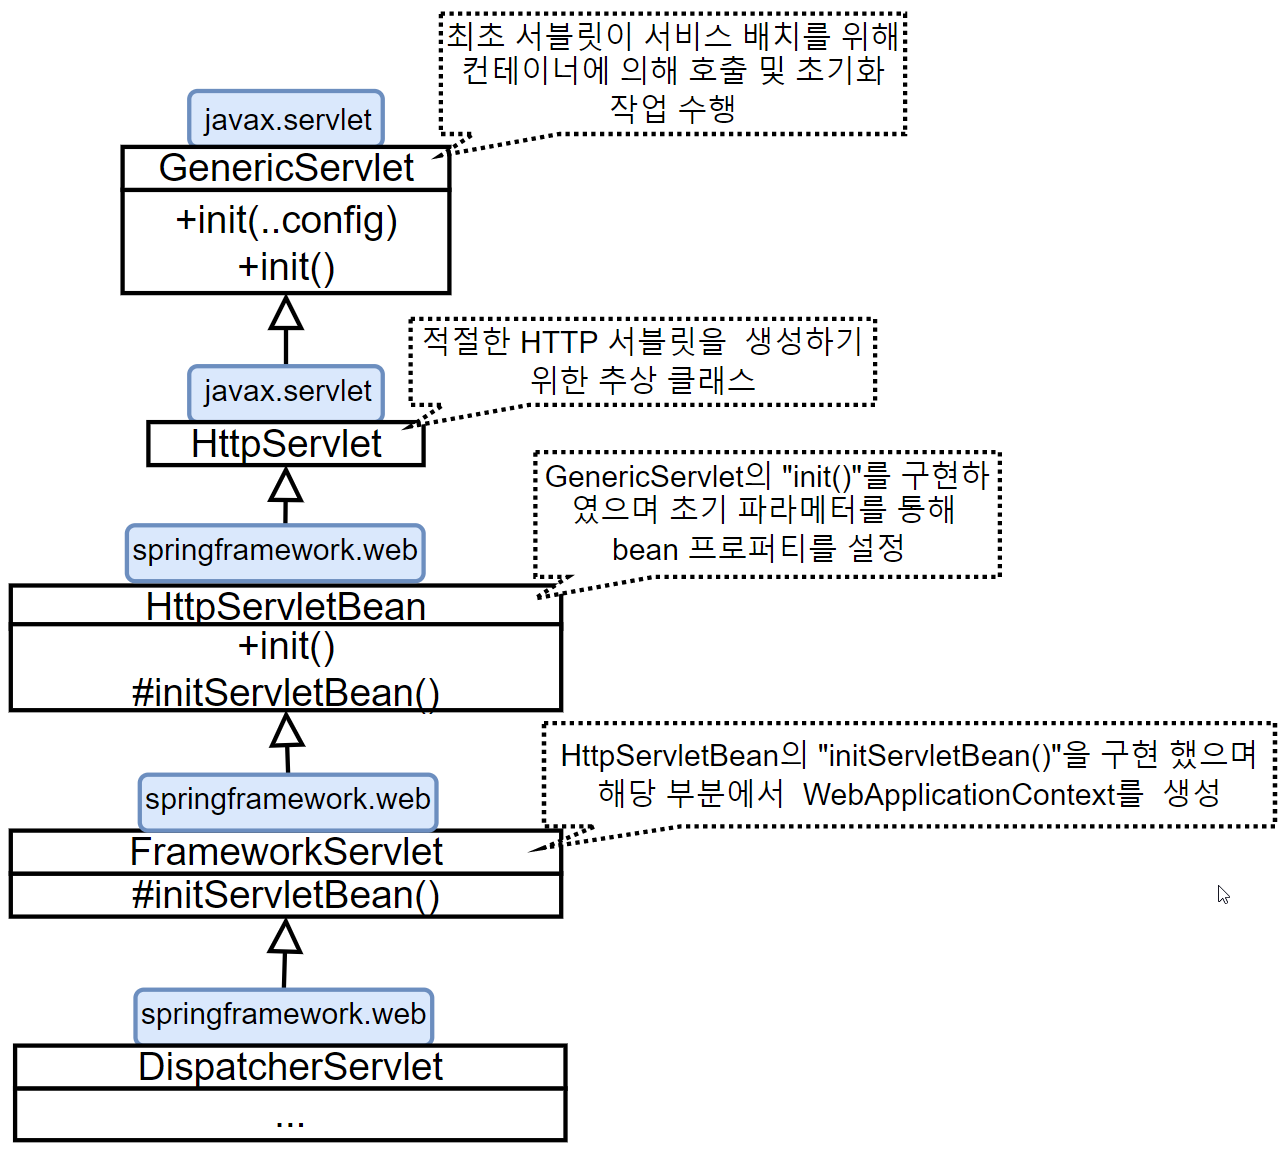 최초 서블릿이 서비스 배치를 위해
컨테이너에 의해 호출 및 초기화
작업 수행
javax.servlet
GenericServlet
+init(..config)
+init()
적절한 HTTP 서블릿을 생성하기
위한 추상 클래스
javax.servlet
HttpServlet
GenericServlet의 "init()"를 구현하
였으며 초기 파라메터를 통해
bean 프로퍼티를 설정
springframework.web
HttpServletBean
+init()
#initServletBean()
HttpServletBean의 "initServletBean()"을 구현 했으며
해당 부분에서 WebApplicationContext를 생성
springframework.web
FrameworkServlet
#initServletBean()
springframework.web
DispatcherServlet
...